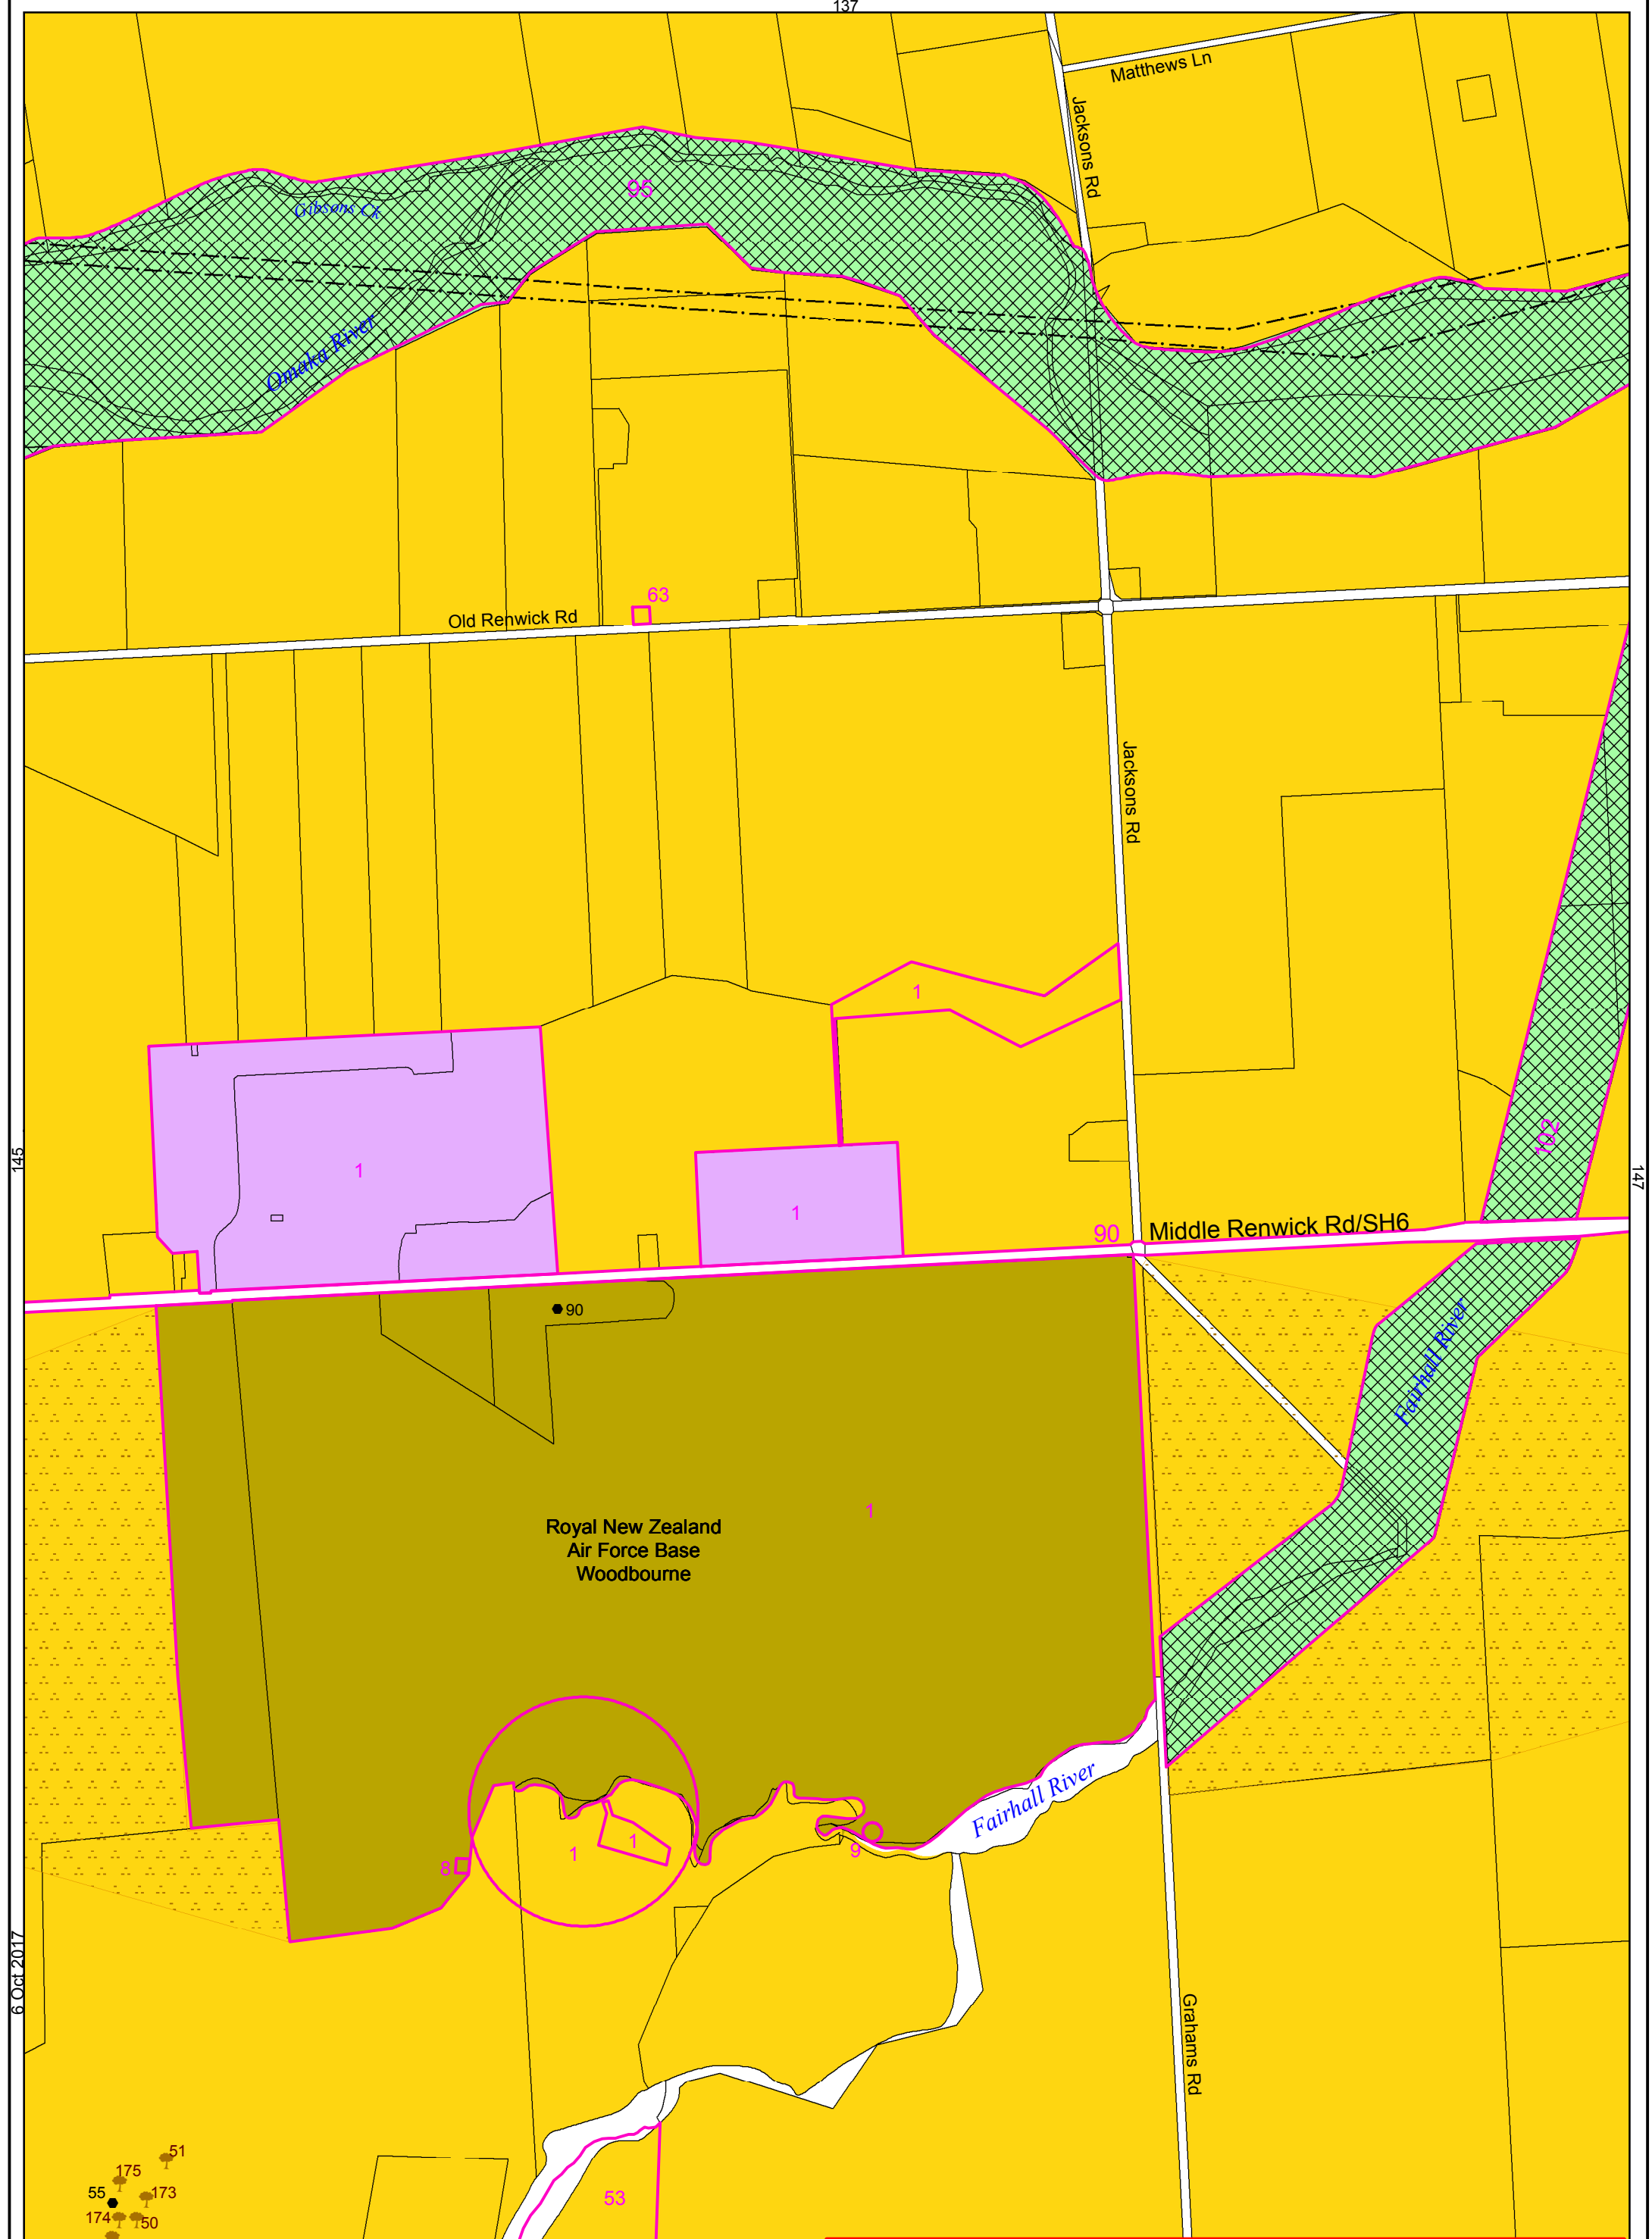 137
Matthews Ln
Jacksons Rd
95
Gibsons Ck
Omaka River
63
Old Renwick Rd
Jacksons Rd
1
102
145
147
1
1
90
Middle Renwick Rd/SH6
90
Fairhall River
1
Royal New Zealand
Air Force Base
Woodbourne
Fairhall River
1
1
8
9
6 Oct 2017
Grahams Rd
51
175
55
173
174
50
53